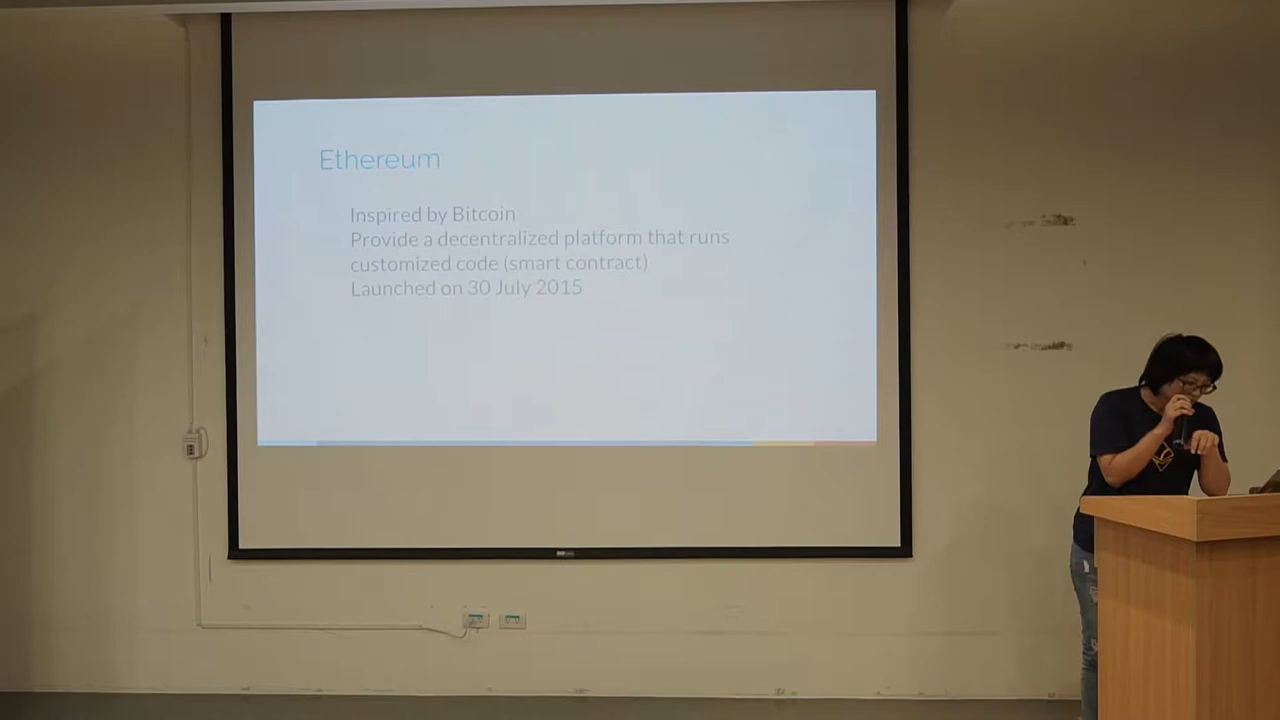 Ethereum
Inspired by Bitcoin
Provide a decentralized platform that runs
customized code (smart contract)
Launched on 30 July 2015